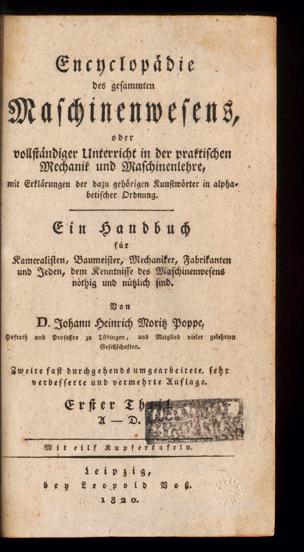 Encyclopädie
des gesammten
Maschinenwesens,
oder
vollständiger Unterricht in der praktischen
Mechanik und Maschinenlehre,
mit Erklärungen der dazu gehörigen Kunstwörter in alpha-
betischer Ordnung.
Ein Handbuch
für
Kameralisten, Baumeister, Mechaniker, Fabrikanten
und Jeden, dem Kenntnisse des Maschinenwesens
nöthig und nützlich sind.
Von
D. Johann Heinrich Moritz Poppe,
Hofrath und Professor zu Tübingen, und Mitglied vieler gelehrten
Gesellschaften.
Zweite fast durchgehends umgearbeitete, sehr
verbesserte und vermehrte Auflage.
Erster Theil
A — D.
Mit eilf Kupfertafeln.
Leipzig,
bey Leopold Voß.
1820.